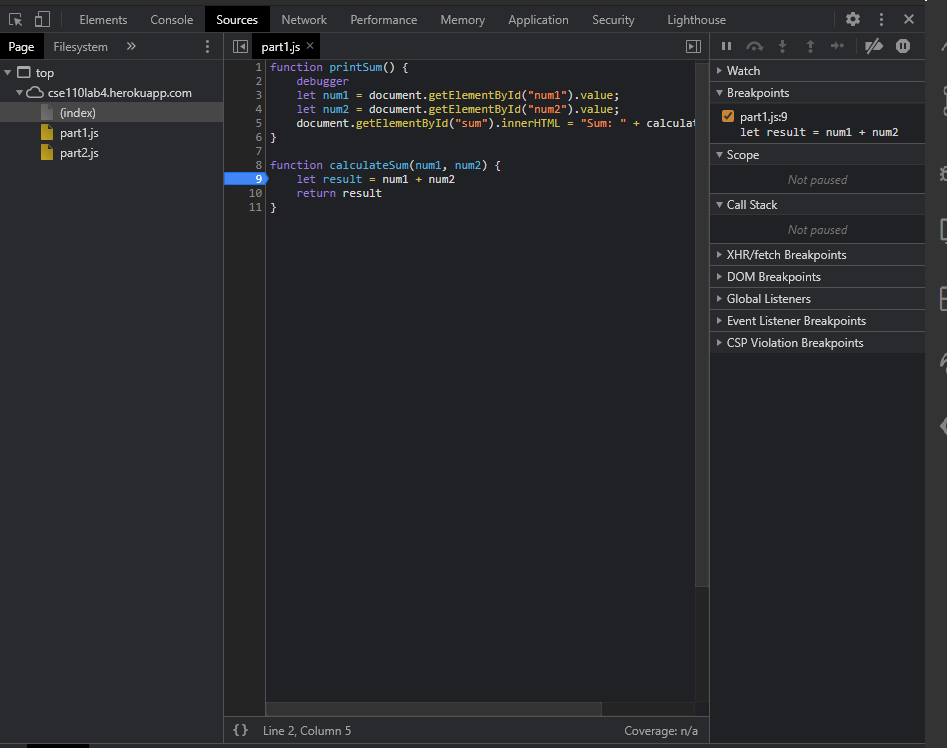 Elements Console Sources Network Performance Memory Application Security Lighthouse
Page Filesystem
top
cse110lab4.herokuapp.com
(index)
part1.js
part2.js
part1.js
1 function printSum() {
2 debugger
3 let num1 = document.getElementById("num1").value;
4 let num2 = document.getElementById("num2").value;
5 document.getElementById("sum").innerHTML = "Sum: " + calculat
6 }
7
8 function calculateSum(num1, num2) {
9 let result = num1 + num2
10 return result
11 }
{} Line 2, Column 5 Coverage: n/a
Watch
Breakpoints
part1.js:9
let result = num1 + num2
Scope
Not paused
Call Stack
Not paused
XHR/fetch Breakpoints
DOM Breakpoints
Global Listeners
Event Listener Breakpoints
CSP Violation Breakpoints